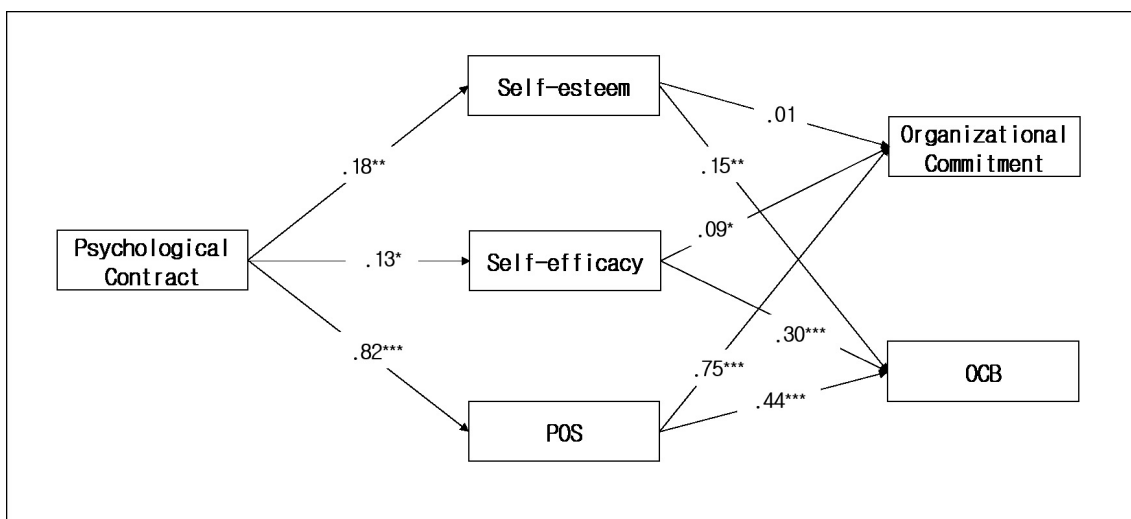 Self-esteem
.01
Organizational
Commitment
.18**
.15**
Psychological
Contract
.13*
Self-efficacy
.09*
.82***
.30***
.75***
OCB
.44***
POS